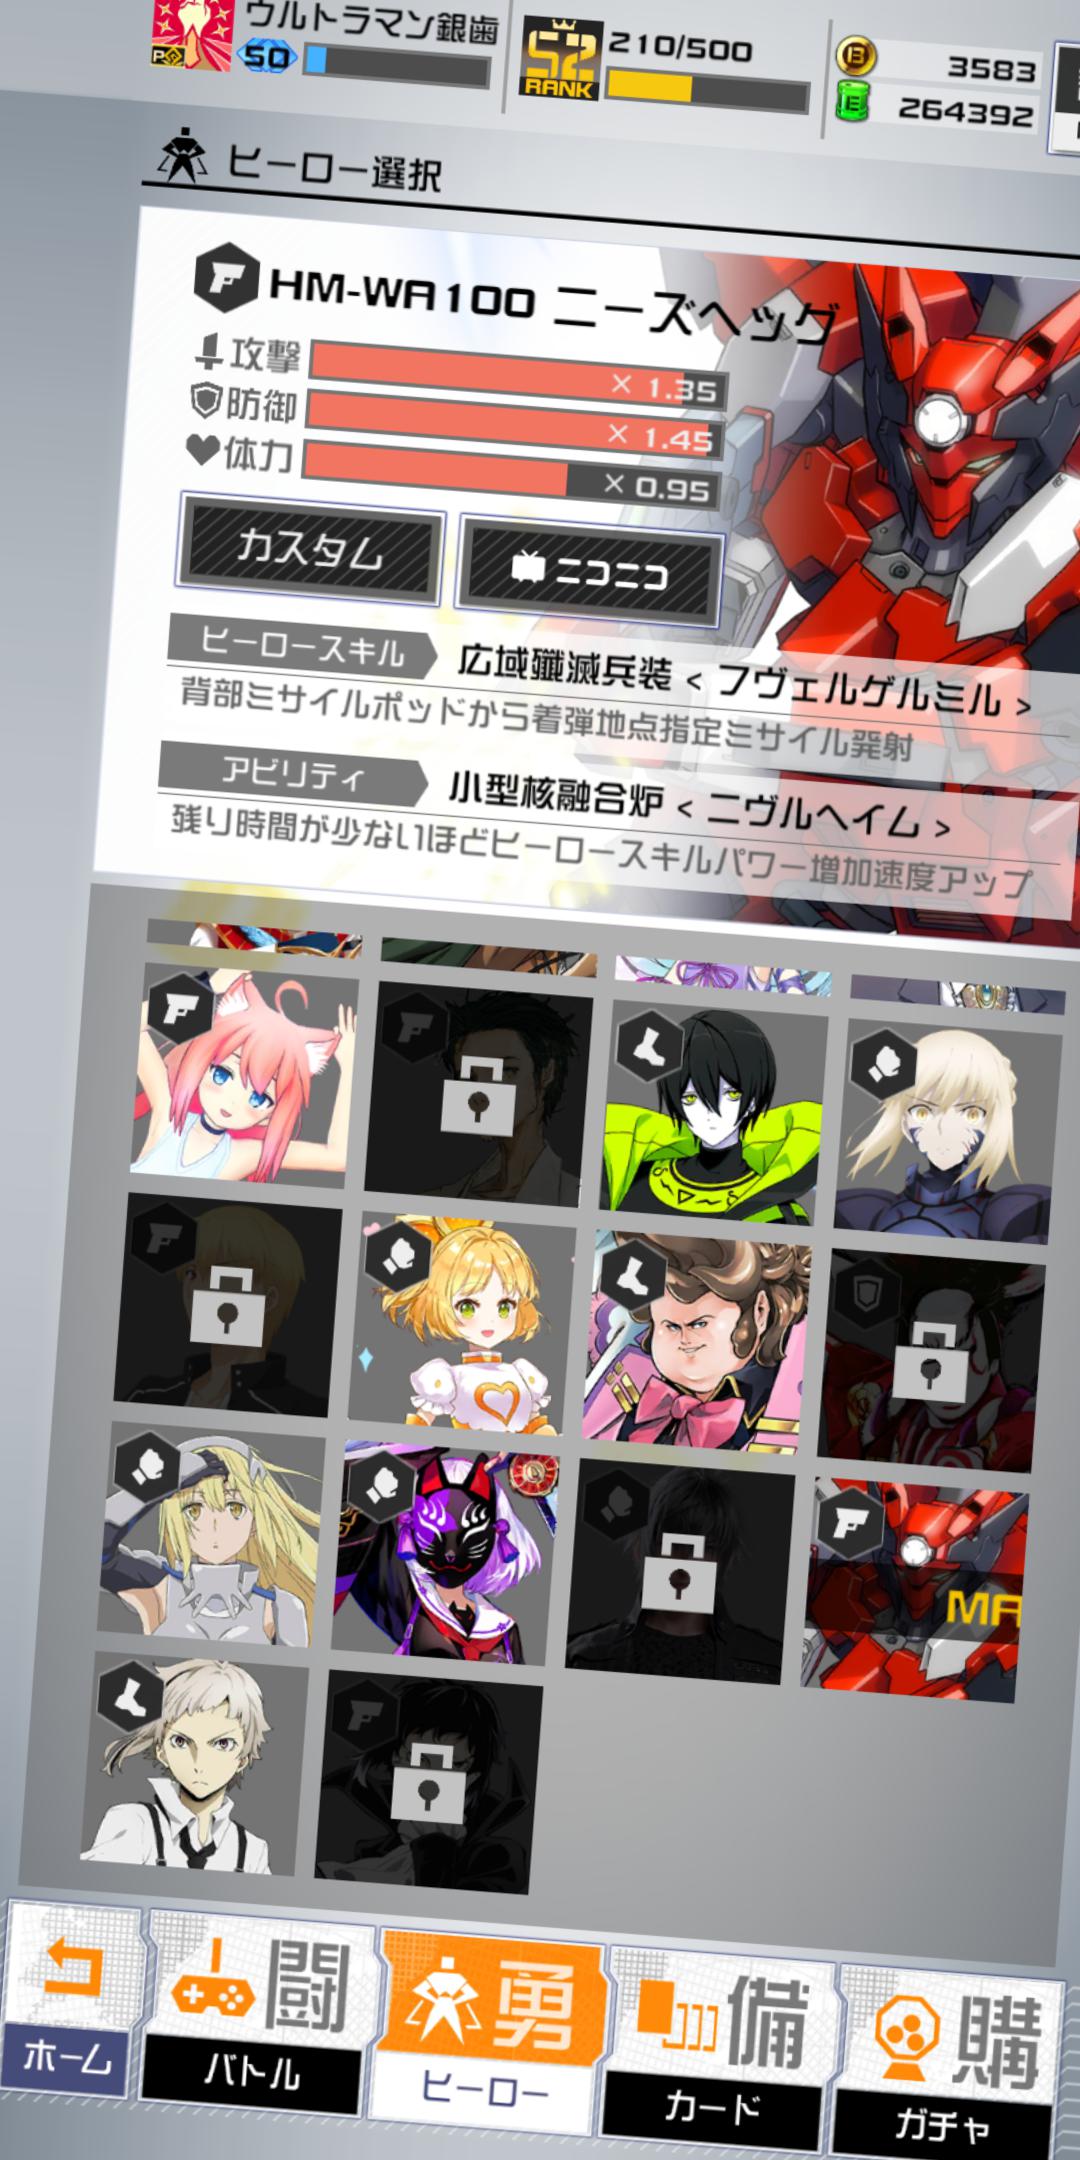 ウルトラマン銀歯
50
52
RANK
210/500
3583
264392
ヒーロー選択
HM-WA100 ニーズヘッグ
攻撃 × 1.35
防御 × 1.45
体力 × 0.95
カスタム
ニコニコ
ヒーロースキル 広域殲滅兵装 < フヴェルゲルミル >
背部ミサイルポッドから着弾地点指定ミサイル発射
アビリティ 小型核融合炉 < ニヴルヘイム >
残り時間が少ないほどヒーロースキルパワー増加速度アップ
MA
闘 勇 備 購
ホーム バトル ヒーロー カード ガチャ